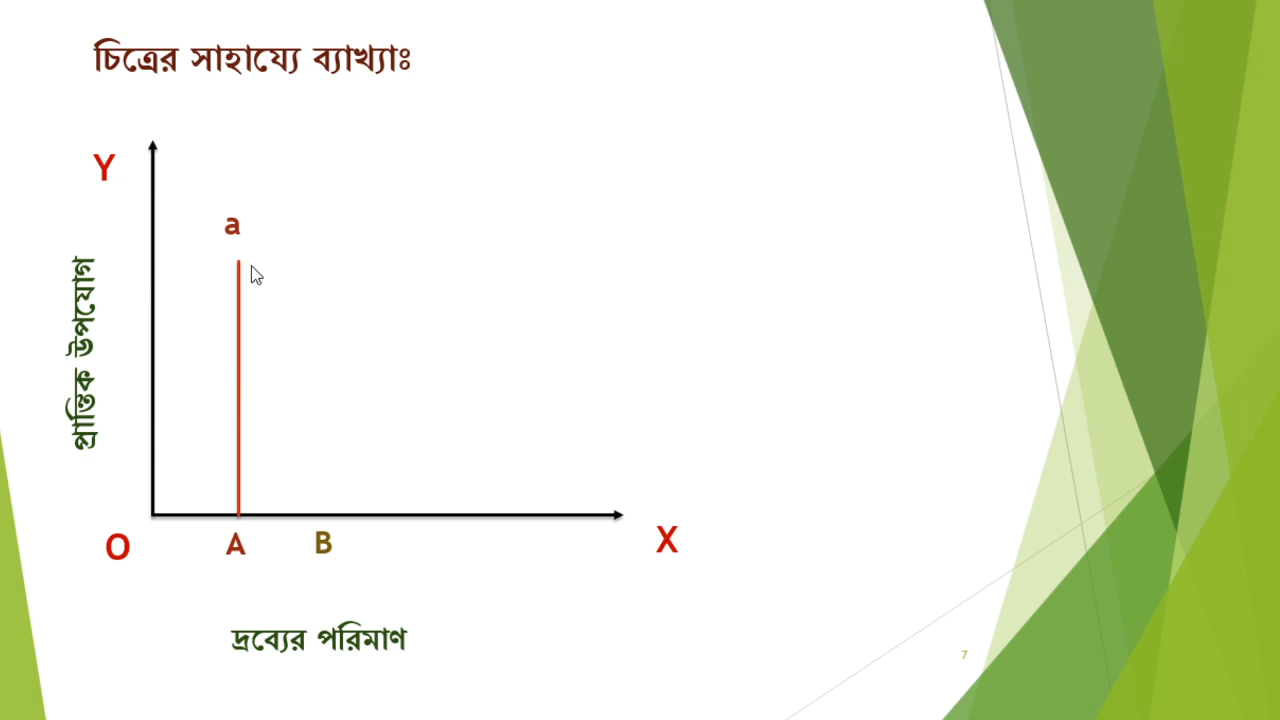 চিত্রের সাহায্যে ব্যাখ্যাঃ
Y
a
প্রান্তিক উপযোগ
O
A
B
X
দ্রব্যের পরিমাণ
7